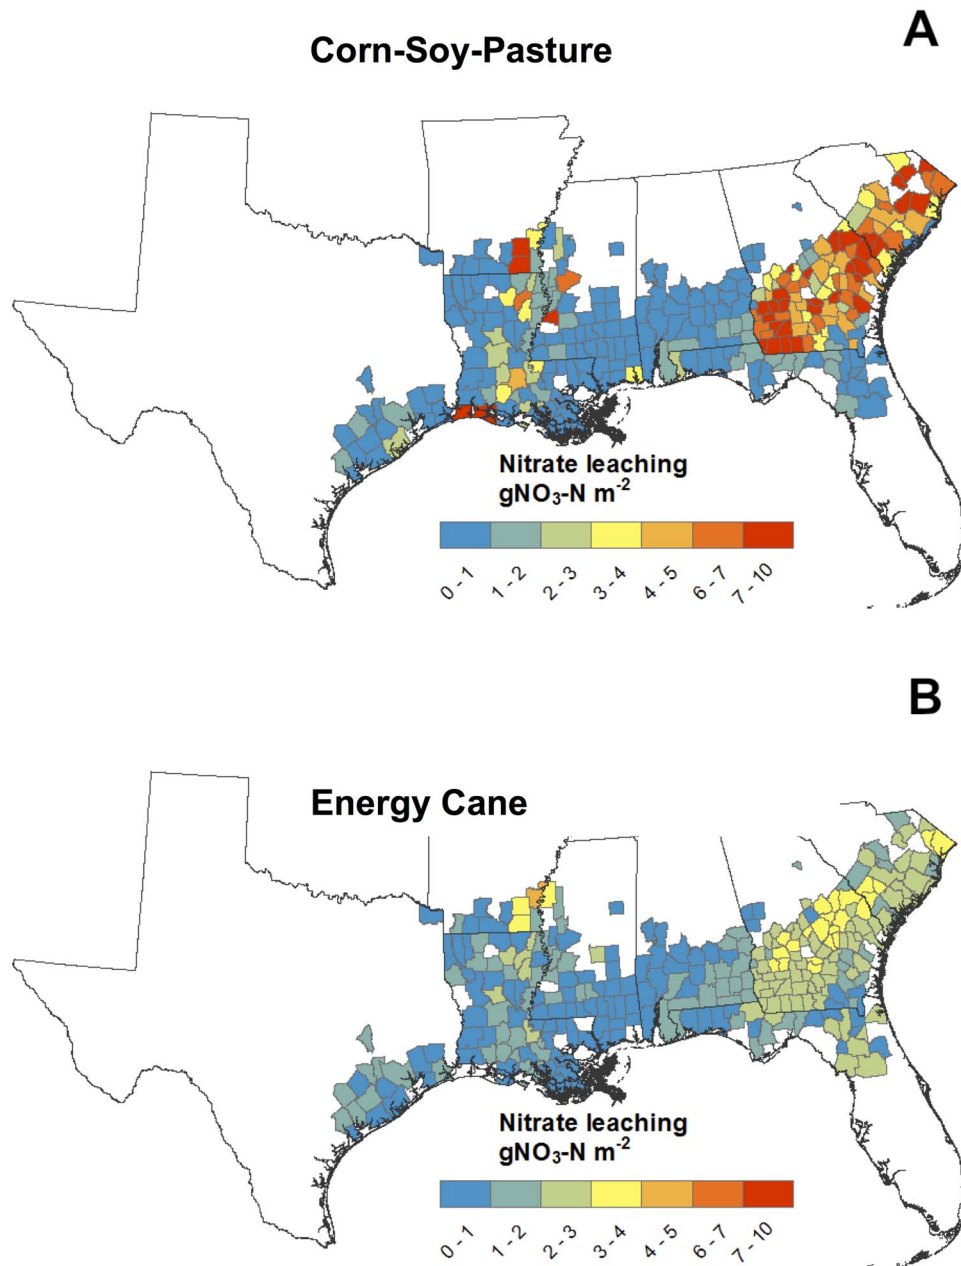 A
Corn-Soy-Pasture
Nitrate leaching
gNO₃-N m⁻²
0 - 1 1 - 2 2 - 3 3 - 4 4 - 5 6 - 7 7 - 10
B
Energy Cane
Nitrate leaching
gNO₃-N m⁻²
0 - 1 1 - 2 2 - 3 3 - 4 4 - 5 6 - 7 7 - 10